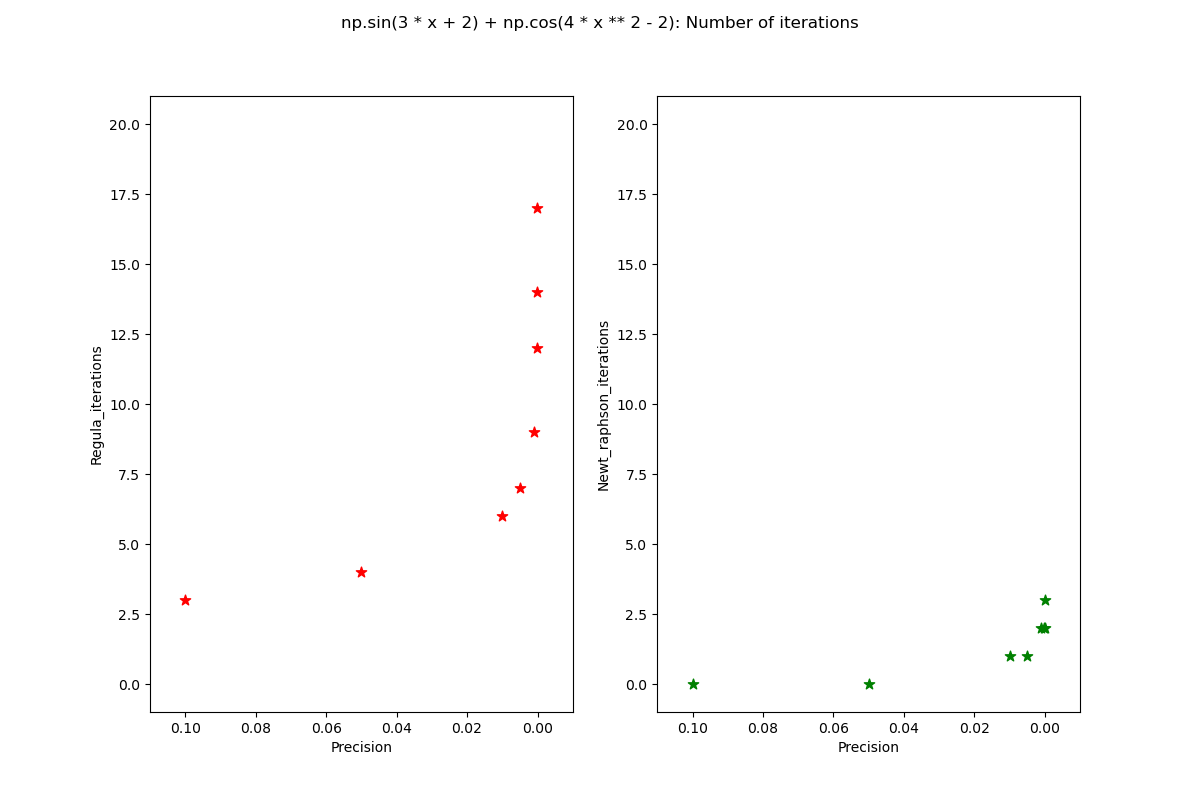 np.sin(3 * x + 2) + np.cos(4 * x ** 2 - 2): Number of iterations
Regula_iterations
20.0
17.5
15.0
12.5
10.0
7.5
5.0
2.5
0.0
0.10 0.08 0.06 0.04 0.02 0.00
Precision
Newt_raphson_iterations
20.0
17.5
15.0
12.5
10.0
7.5
5.0
2.5
0.0
0.10 0.08 0.06 0.04 0.02 0.00
Precision